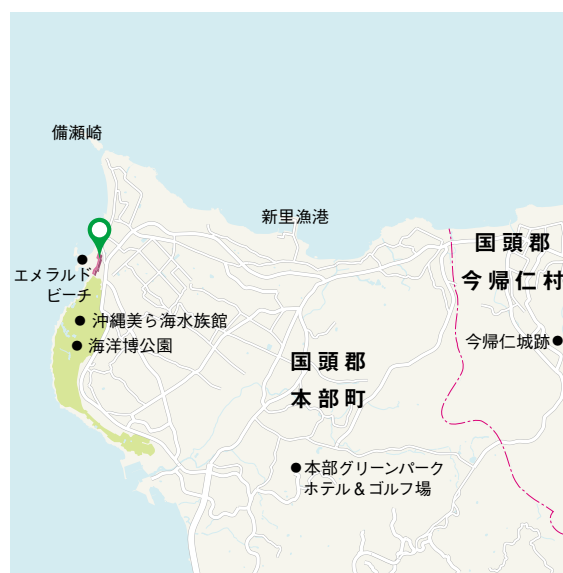 備瀬崎
新里漁港
国頭郡
今帰仁村
エメラルド
ビーチ
沖縄美ら海水族館
海洋博公園
今帰仁城跡
国頭郡
本部町
本部グリーンパーク
ホテル＆ゴルフ場